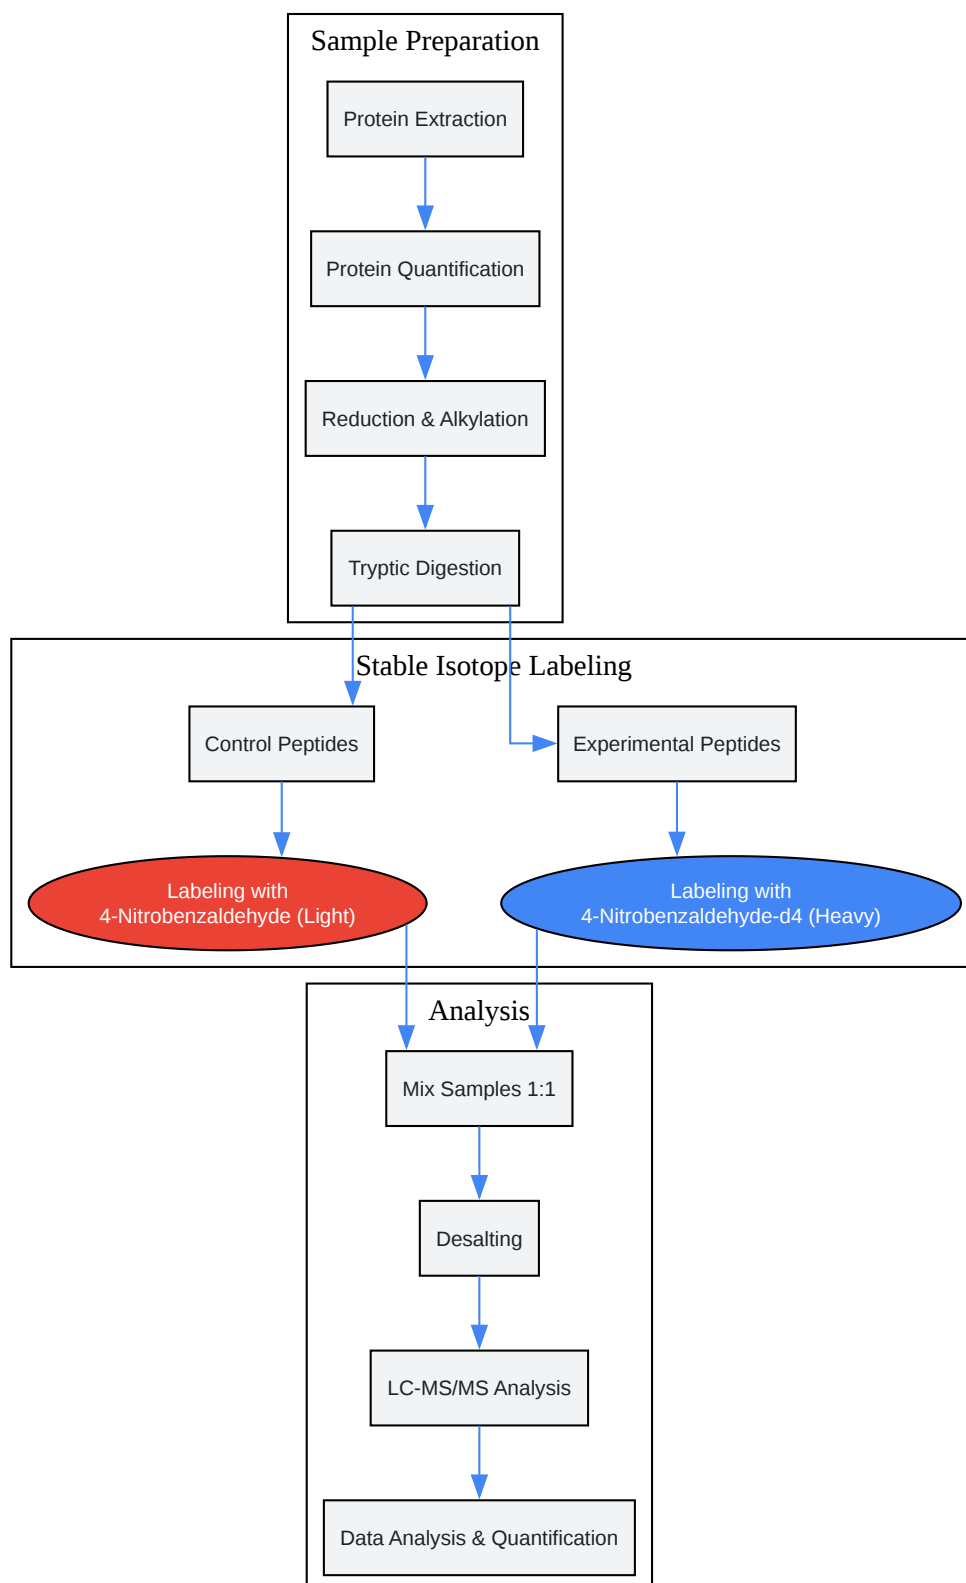 Sample Preparation
Protein Extraction
Protein Quantification
Reduction & Alkylation
Tryptic Digestion
Stable Isotope Labeling
Control Peptides
Experimental Peptides
Labeling with
4-Nitrobenzaldehyde (Light)
Labeling with
4-Nitrobenzaldehyde-d4 (Heavy)
Analysis
Mix Samples 1:1
Desalting
LC-MS/MS Analysis
Data Analysis & Quantification